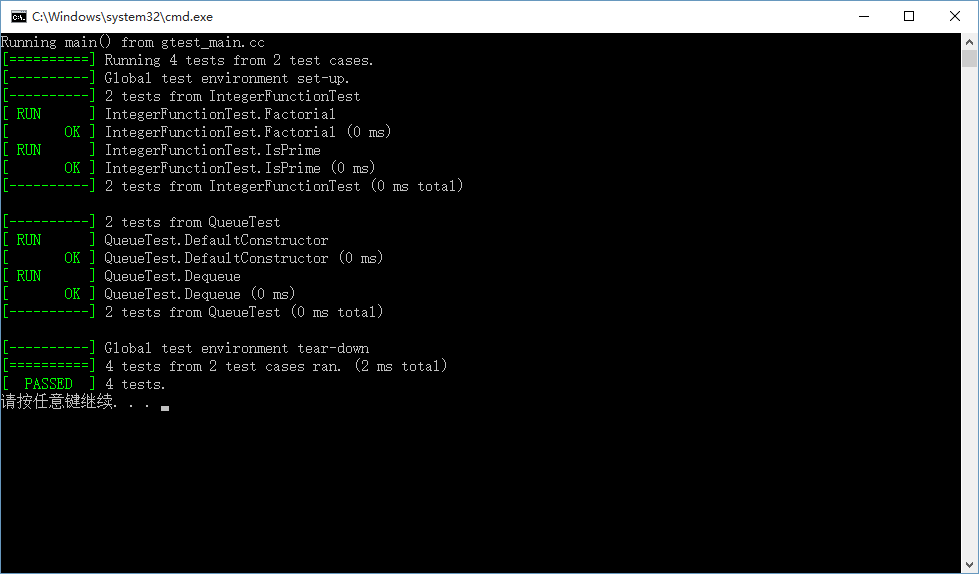 C:\Windows\system32\cmd.exe
Running main() from gtest_main.cc
[==========] Running 4 tests from 2 test cases.
[----------] Global test environment set-up.
[----------] 2 tests from IntegerFunctionTest
[ RUN      ] IntegerFunctionTest.Factorial
[       OK ] IntegerFunctionTest.Factorial (0 ms)
[ RUN      ] IntegerFunctionTest.IsPrime
[       OK ] IntegerFunctionTest.IsPrime (0 ms)
[----------] 2 tests from IntegerFunctionTest (0 ms total)
[----------] 2 tests from QueueTest
[ RUN      ] QueueTest.DefaultConstructor
[       OK ] QueueTest.DefaultConstructor (0 ms)
[ RUN      ] QueueTest.Dequeue
[       OK ] QueueTest.Dequeue (0 ms)
[----------] 2 tests from QueueTest (0 ms total)
[----------] Global test environment tear-down
[==========] 4 tests from 2 test cases ran. (2 ms total)
[  PASSED  ] 4 tests.
请按任意键继续. . .